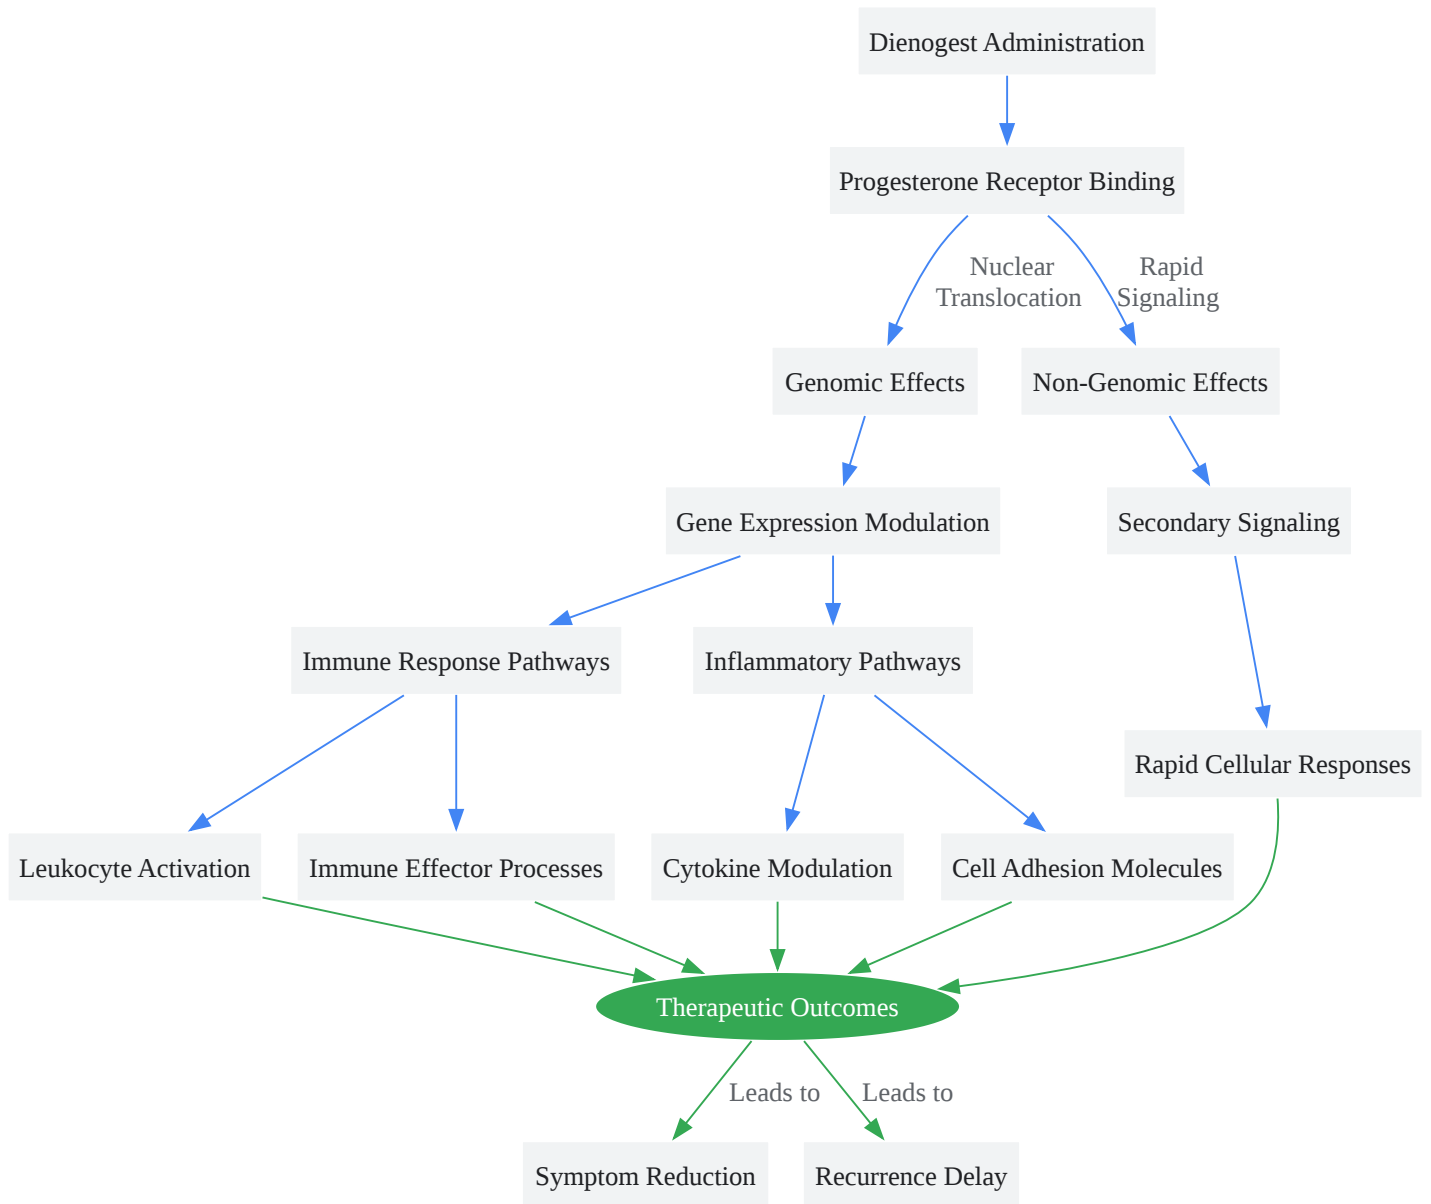 Dienogest Administration
Progesterone Receptor Binding
Nuclear
Translocation
Rapid
Signaling
Genomic Effects
Non-Genomic Effects
Gene Expression Modulation
Secondary Signaling
Immune Response Pathways
Inflammatory Pathways
Rapid Cellular Responses
Leukocyte Activation
Immune Effector Processes
Cytokine Modulation
Cell Adhesion Molecules
Therapeutic Outcomes
Leads to
Leads to
Symptom Reduction
Recurrence Delay